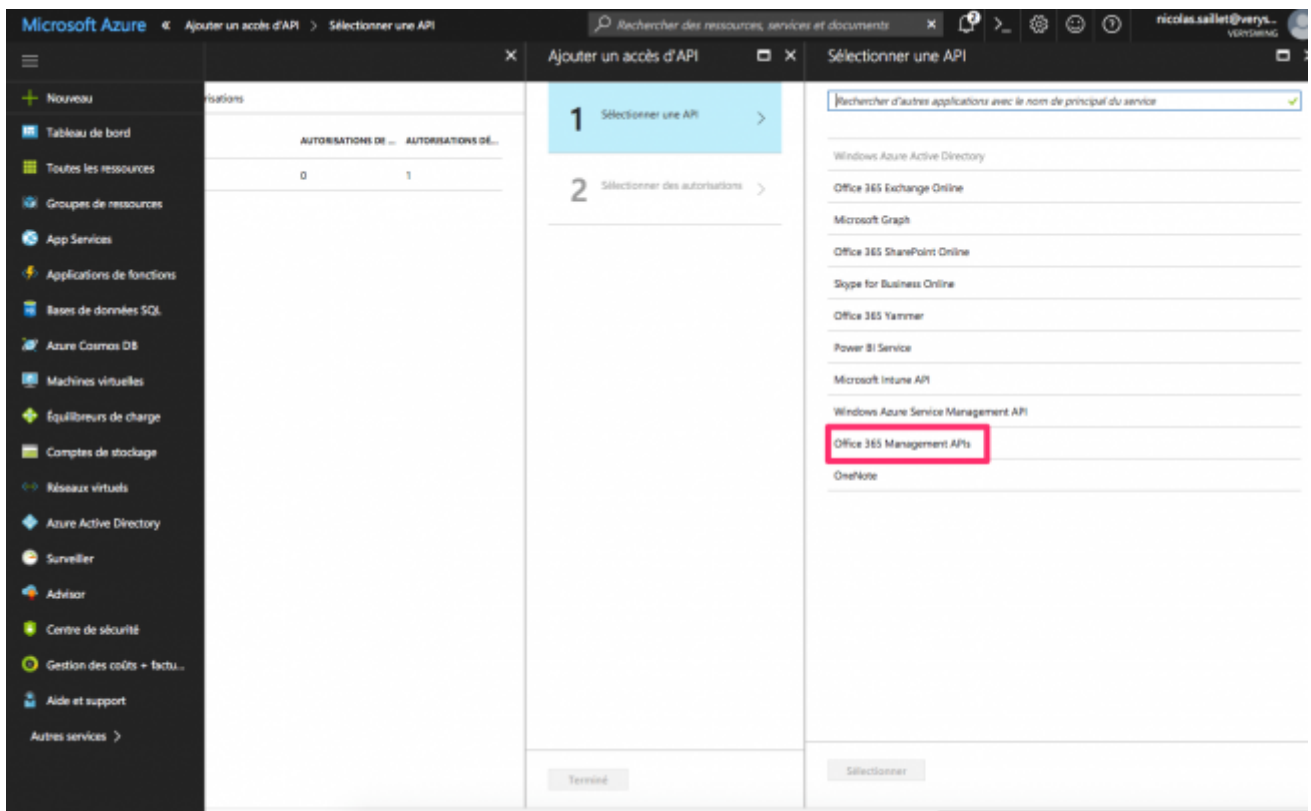 Microsoft Azure « Ajouter un accès d'API > Sélectionner une API
Rechercher des ressources, services et documents
2
nicolas.saillet@verys...
VERYSWING
Nouveau
Tableau de bord
Toutes les ressources
Groupes de ressources
App Services
Applications de fonctions
Bases de données SQL
Azure Cosmos DB
Machines virtuelles
Équilibreurs de charge
Comptes de stockage
Réseaux virtuels
Azure Active Directory
Surveiller
Advisor
Centre de sécurité
Gestion des coûts + factu...
Aide et support
Autres services >
risations
AUTORISATIONS DE ... AUTORISATIONS DÉ...
0 1
Ajouter un accès d'API
1 Sélectionner une API
2 Sélectionner des autorisations
Terminé
Sélectionner une API
Rechercher d'autres applications avec le nom de principal du service
Windows Azure Active Directory
Office 365 Exchange Online
Microsoft Graph
Office 365 SharePoint Online
Skype for Business Online
Office 365 Yammer
Power BI Service
Microsoft Intune API
Windows Azure Service Management API
Office 365 Management APIs
OneNote
Sélectionner